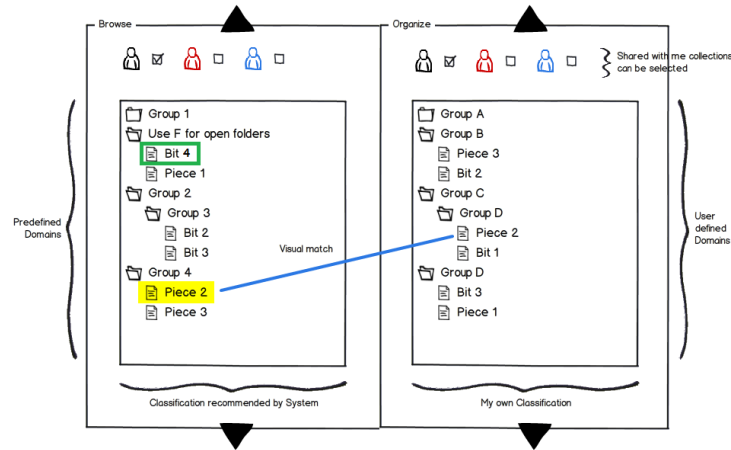 Browse
Organize
Shared with me collections
can be selected
Group 1
Use F for open folders
Bit 4
Piece 1
Group 2
Group 3
Bit 2
Bit 3
Group 4
Piece 2
Piece 3
Predefined
Domains
Visual match
Group A
Group B
Piece 3
Bit 2
Group C
Group D
Piece 2
Bit 1
Group D
Bit 3
Piece 1
User
defined
Domains
Classification recommended by System
My own Classification